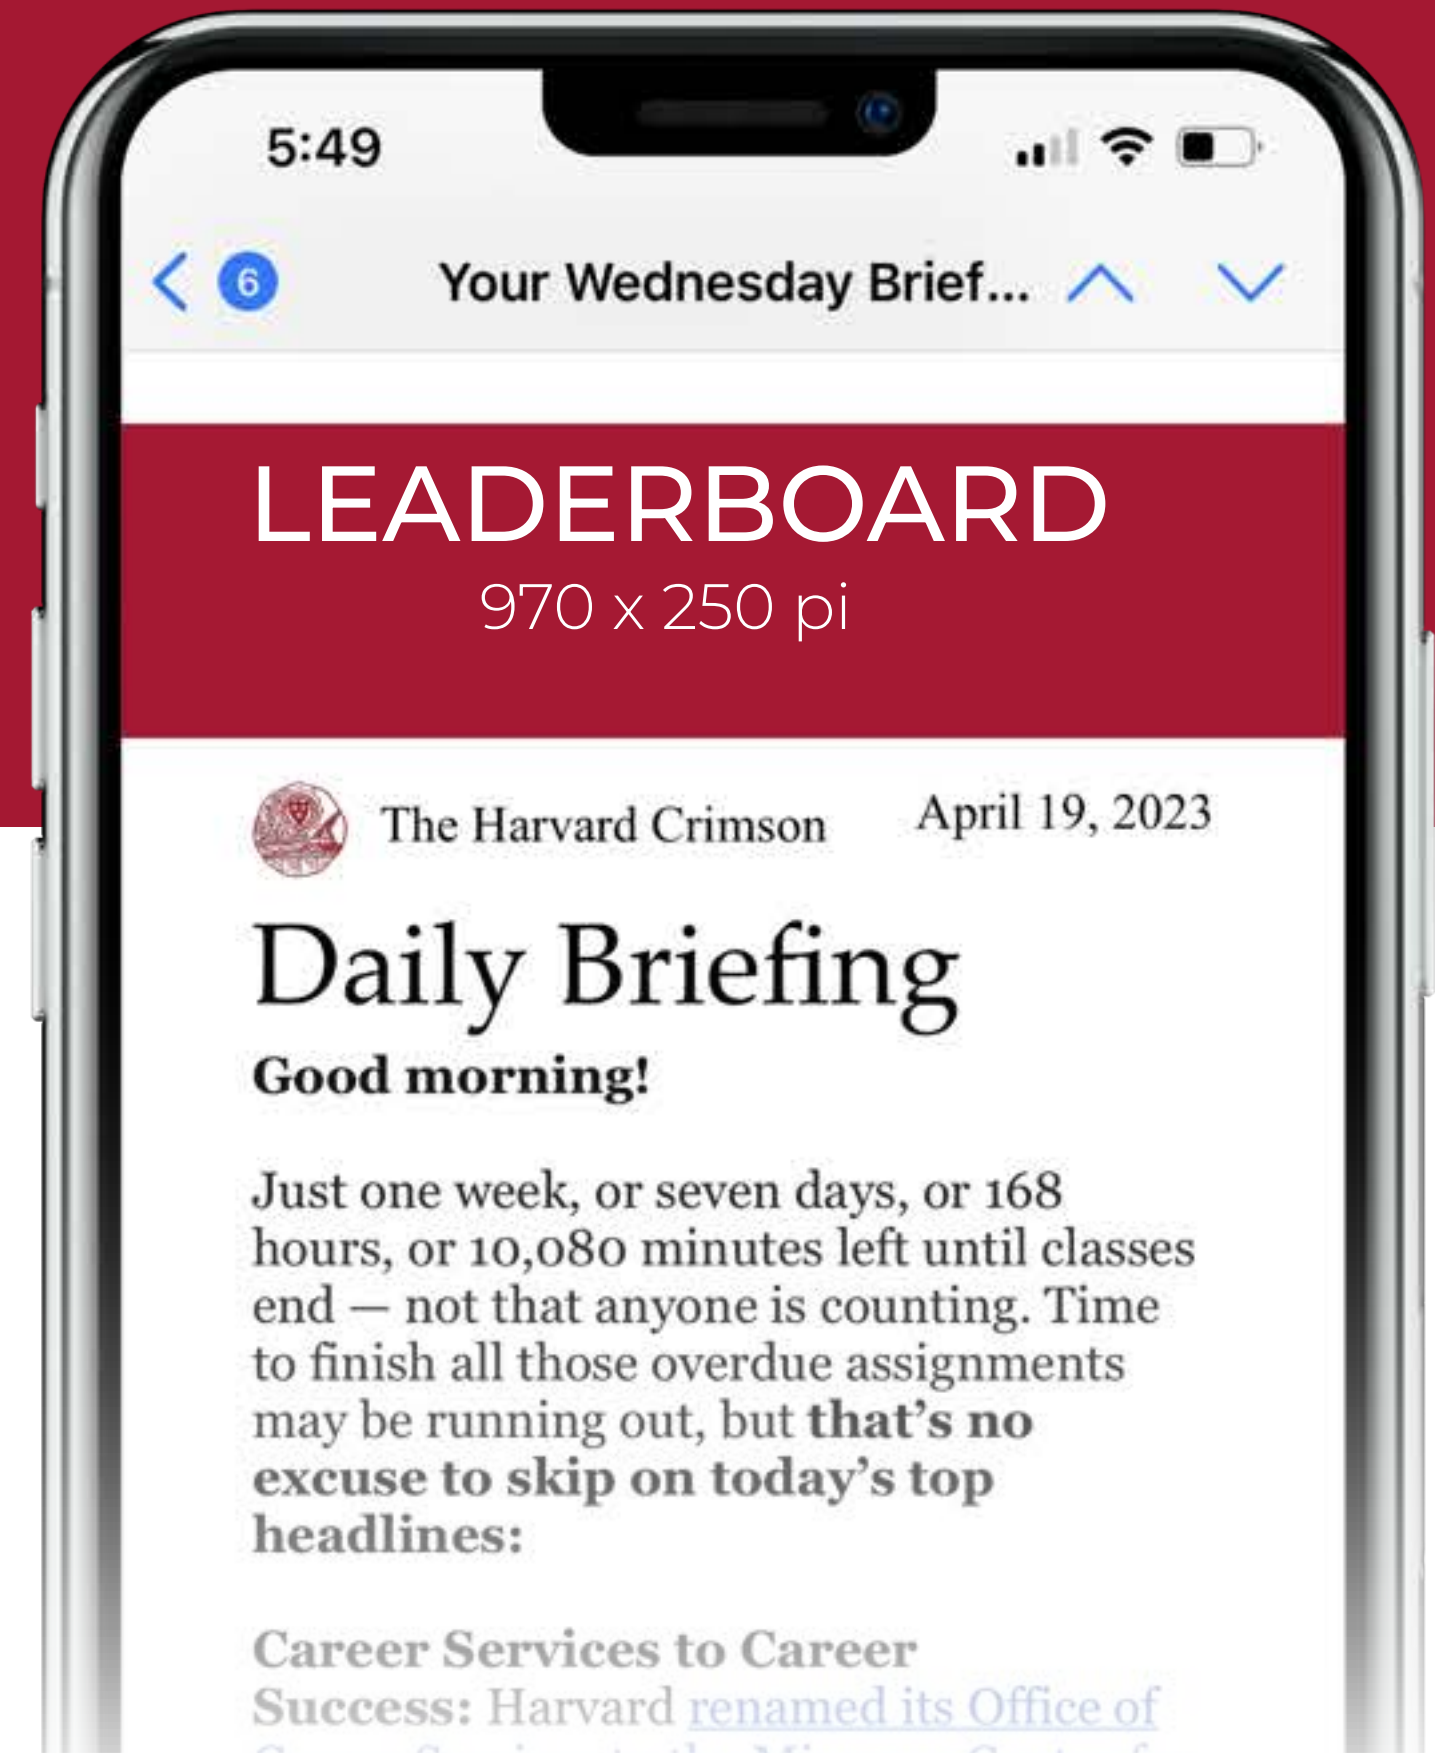 5:49
6
Your Wednesday Brief...
LEADERBOARD
970 x 250 pi
The Harvard Crimson
April 19, 2023
Daily Briefing
Good morning!
Just one week, or seven days, or 168
hours, or 10,080 minutes left until classes
end — not that anyone is counting. Time
to finish all those overdue assignments
may be running out, but that’s no
excuse to skip on today’s top
headlines:
Career Services to Career
Success: Harvard renamed its Office of